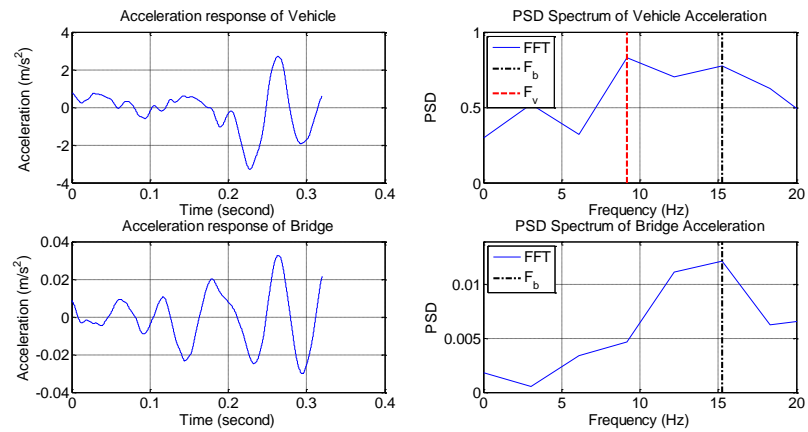 Acceleration response of Vehicle
Acceleration (m/s²)
4
2
0
-2
-4
0 0.1 0.2 0.3 0.4
Time (second)
PSD Spectrum of Vehicle Acceleration
PSD
1
0.5
0
FFT
F_b
F_v
0 5 10 15 20
Frequency (Hz)
Acceleration response of Bridge
Acceleration (m/s²)
0.04
0.02
0
-0.02
-0.04
0 0.1 0.2 0.3 0.4
Time (second)
PSD Spectrum of Bridge Acceleration
PSD
0.01
0.005
0
FFT
F_b
0 5 10 15 20
Frequency (Hz)